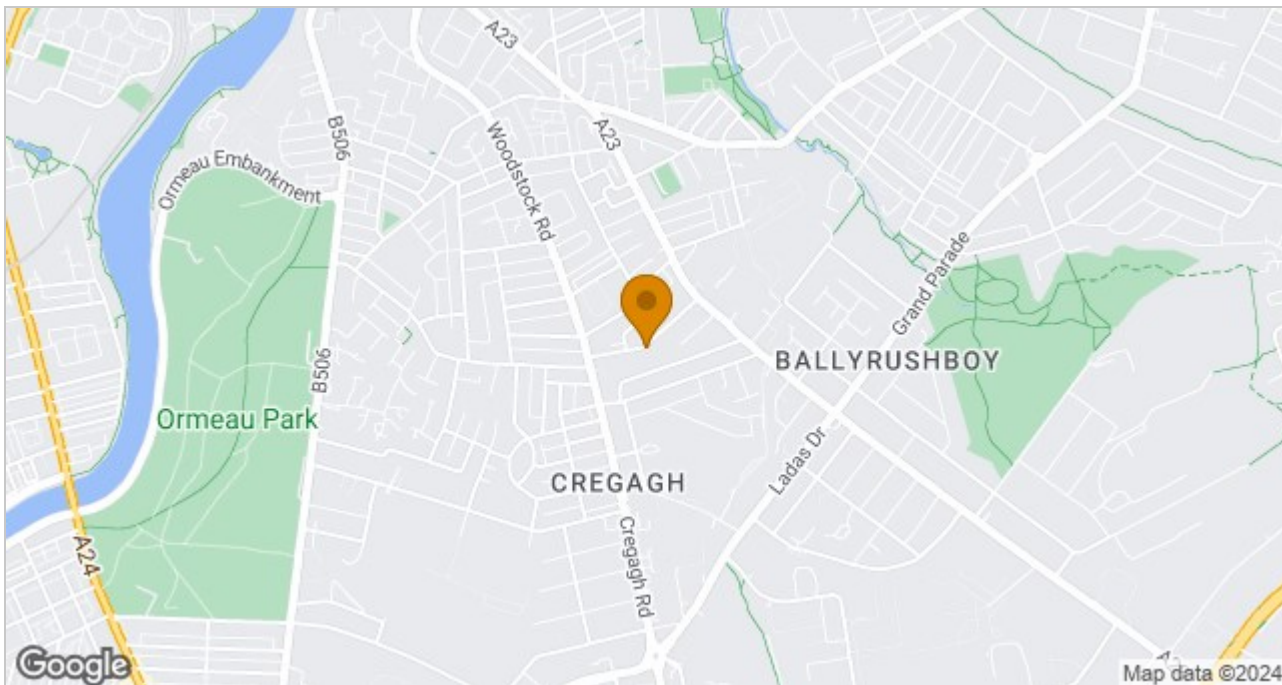 A23
B506
A23
Woodstock Rd
Ormeau Embankment
Grand Parade
BALLYRUSHBOY
B506
Ormeau Park
Ladas Dr
CREGAGH
A24
Cregagh Rd
Google
Map data ©2024